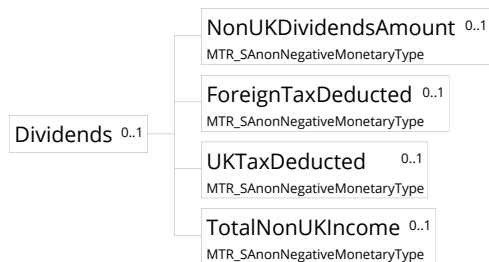 NonUKDividendsAmount 0..1
MTR_SAnonNegativeMonetaryType
ForeignTaxDeducted 0..1
MTR_SAnonNegativeMonetaryType
Dividends 0..1
UKTaxDeducted 0..1
MTR_SAnonNegativeMonetaryType
TotalNonUKIncome 0..1
MTR_SAnonNegativeMonetaryType